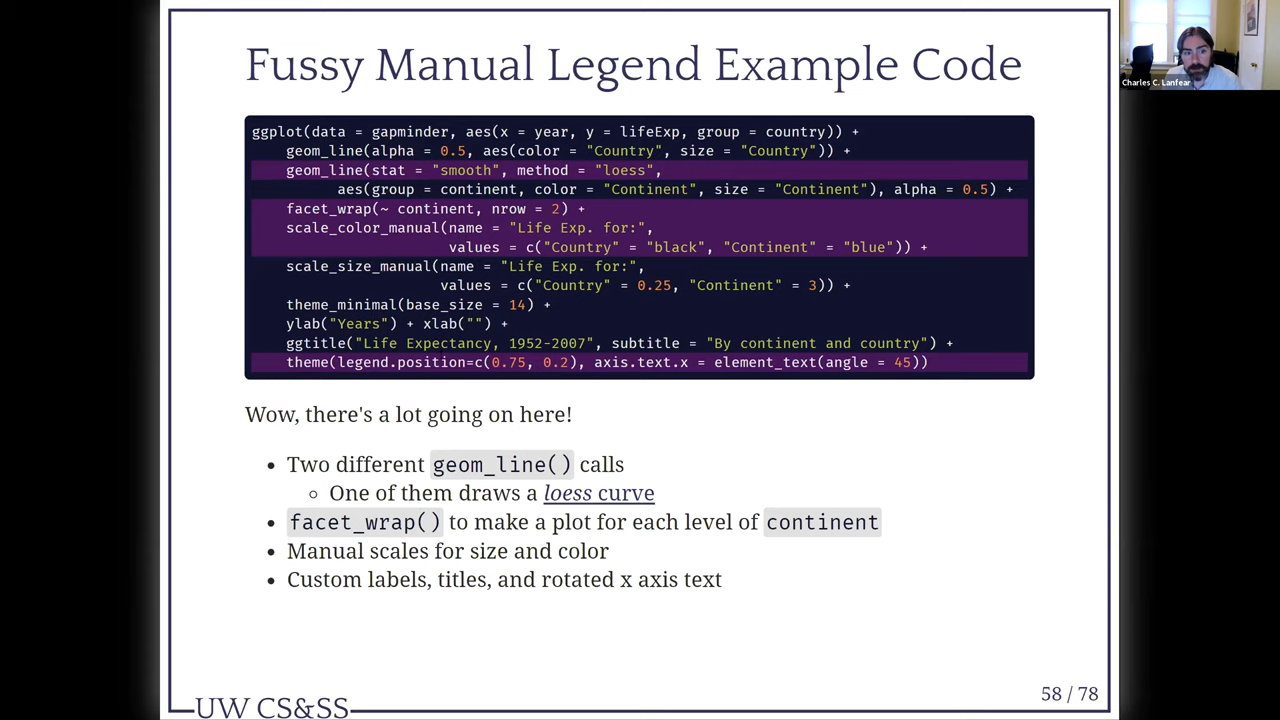 Fussy Manual Legend Example Code
Charles C. Lanfear
ggplot(data = gapminder, aes(x = year, y = lifeExp, group = country)) +
    geom_line(alpha = 0.5, aes(color = "Country", size = "Country")) +
    geom_line(stat = "smooth", method = "loess",
          aes(group = continent, color = "Continent", size = "Continent"), alpha = 0.5) +
    facet_wrap(~ continent, nrow = 2) +
    scale_color_manual(name = "Life Exp. for:",
                       values = c("Country" = "black", "Continent" = "blue")) +
    scale_size_manual(name = "Life Exp. for:",
                      values = c("Country" = 0.25, "Continent" = 3)) +
    theme_minimal(base_size = 14) +
    ylab("Years") + xlab("") +
    ggtitle("Life Expectancy, 1952-2007", subtitle = "By continent and country") +
    theme(legend.position=c(0.75, 0.2), axis.text.x = element_text(angle = 45))
Wow, there's a lot going on here!
• Two different geom_line() calls
○ One of them draws a loess curve
• facet_wrap() to make a plot for each level of continent
• Manual scales for size and color
• Custom labels, titles, and rotated x axis text
58 / 78
UW CS&SS